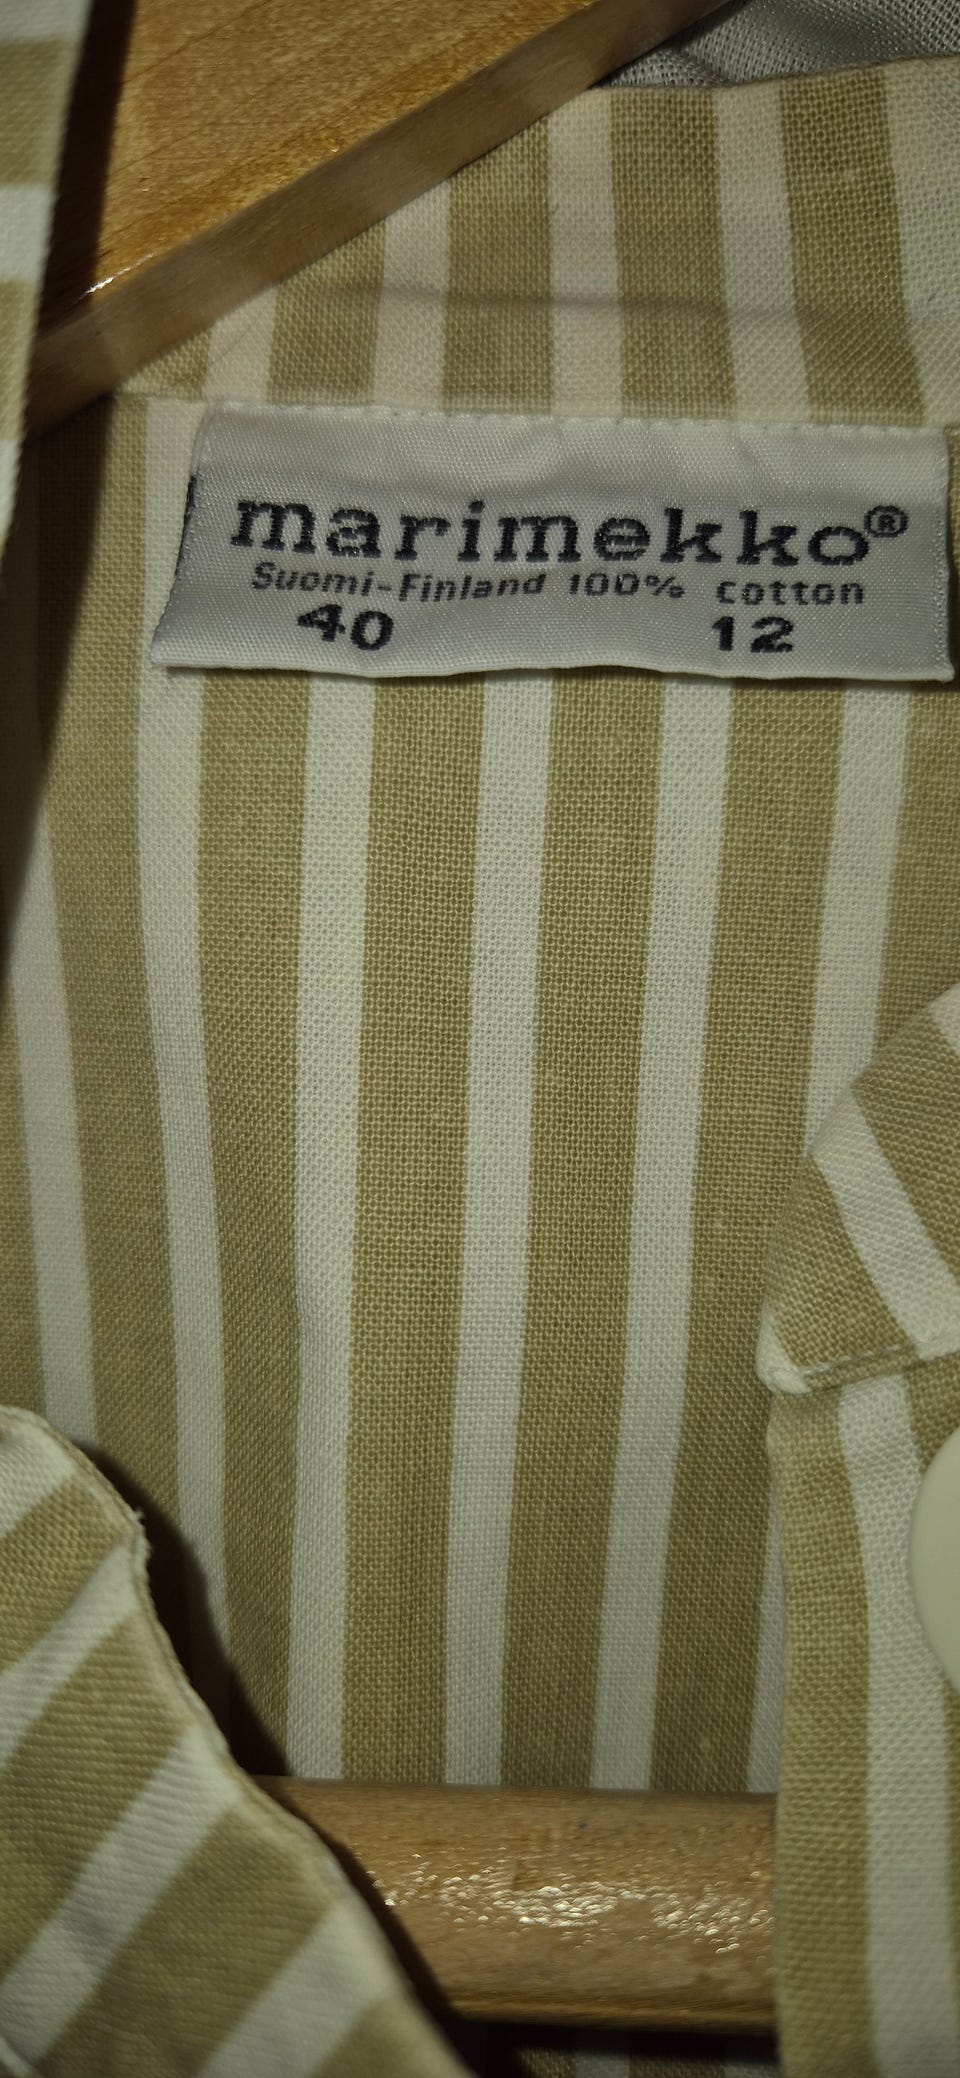 marimekko®
Suomi-Finland 100% cotton
40 12